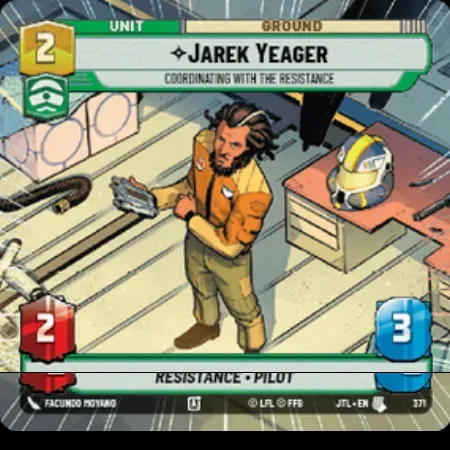 UNIT GROUND
2
JAREK YEAGER
COORDINATING WITH THE RESISTANCE
2 3
RESISTANCE • PILOT
FACUNDO MOYANO © LFL © FFG JTL • EN 371